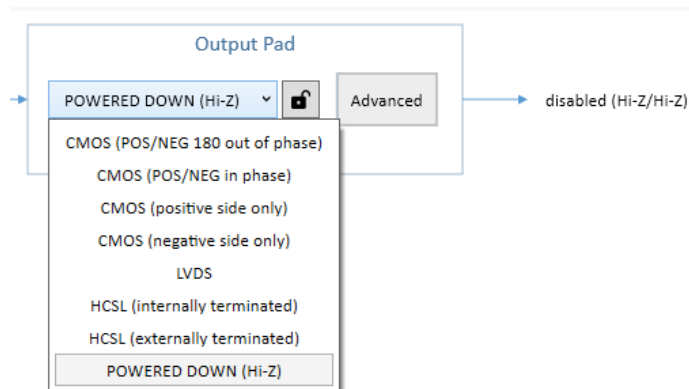 Output Pad
POWERED DOWN (Hi-Z)
Advanced
disabled (Hi-Z/Hi-Z)
CMOS (POS/NEG 180 out of phase)
CMOS (POS/NEG in phase)
CMOS (positive side only)
CMOS (negative side only)
LVDS
HCSL (internally terminated)
HCSL (externally terminated)
POWERED DOWN (Hi-Z)